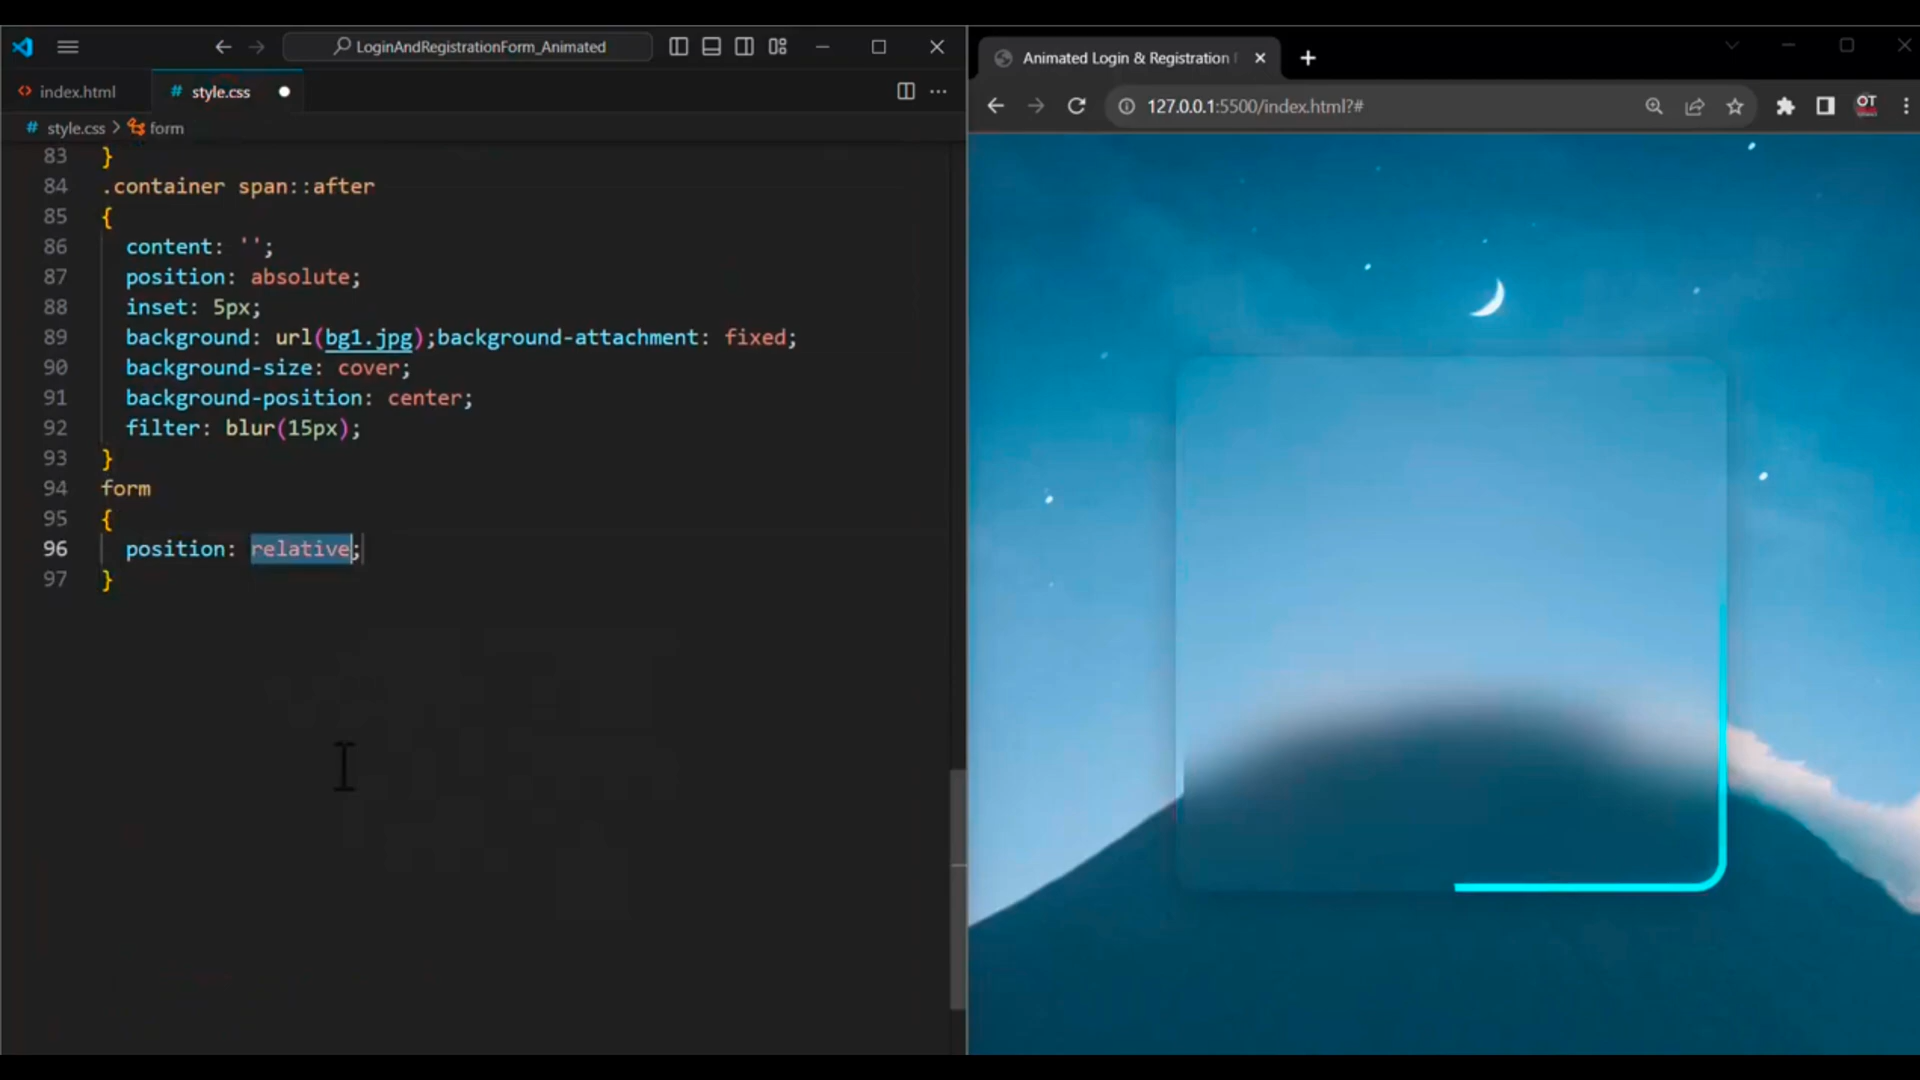 LoginAndRegistrationForm_Animated
index.html
# style.css
# style.css > form
83 }
84 .container span::after
85 {
86 content: '';
87 position: absolute;
88 inset: 5px;
89 background: url(bg1.jpg);background-attachment: fixed;
90 background-size: cover;
91 background-position: center;
92 filter: blur(15px);
93 }
94 form
95 {
96 position: relative;
97 }
Animated Login & Registration
127.0.0.1:5500/index.html?#
OT